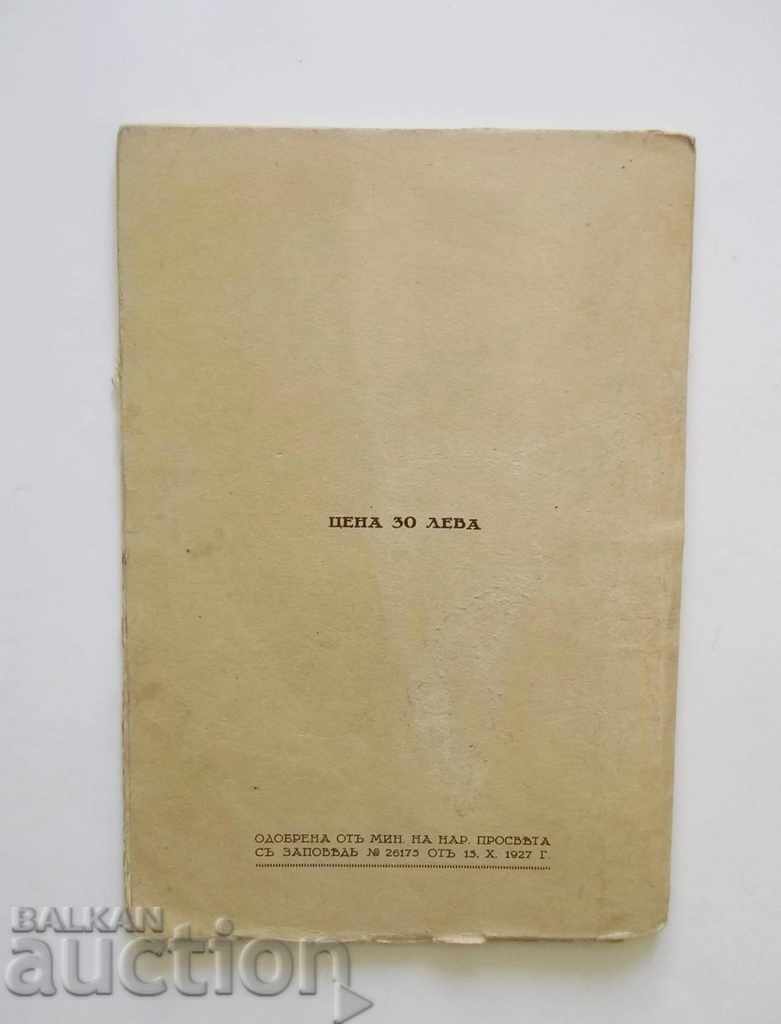 ЦЕНА 30 ЛЕВА
ОДОБРЕНА ОТЪ МИН. НА НАР. ПРОСВѢТА
СЪ ЗАПОВѢДЬ № 26175 ОТЪ 15. X. 1927 Г.
BALKAN
auction